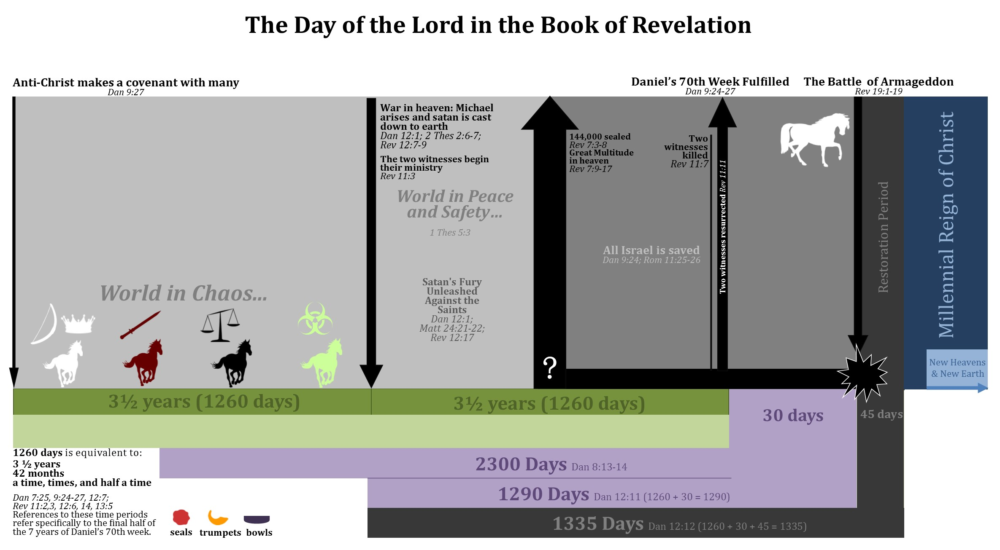 The Day of the Lord in the Book of Revelation
Anti-Christ makes a covenant with many
Dan 9:27
Daniel's 70th Week Fulfilled
Dan 9:24-27
The Battle of Armageddon
Rev 19:1-19
War in heaven: Michael
arises and satan is cast
down to earth
Dan 12:1; 2 Thes 2:6-7;
Rev 12:7-9
The two witnesses begin
their ministry
Rev 11:3
World in Peace
and Safety...
1 Thes 5:3
Satan's Fury
Unleashed
Against the
Saints
Dan 12:1;
Matt 24:21-22;
Rev 12:17
World in Chaos...
?
144,000 sealed
Rev 7:3-8
Great Multitude
in heaven
Rev 7:9-17
Two
witnesses
killed
Rev 11:7
Two witnesses resurrected Rev 11:11
All Israel is saved
Dan 9:24; Rom 11:25-26
Restoration Period
Millennial Reign of Christ
New Heavens
& New Earth
3½ years (1260 days)
3½ years (1260 days)
30 days
45 days
2300 Days Dan 8:13-14
1290 Days Dan 12:11 (1260 + 30 = 1290)
1335 Days Dan 12:12 (1260 + 30 + 45 = 1335)
1260 days is equivalent to:
3 ½ years
42 months
a time, times, and half a time
Dan 7:25, 9:24-27, 12:7;
Rev 11:2,3, 12:6, 14, 13:5
References to these time periods
refer specifically to the final half of
the 7 years of Daniel's 70th week.
seals trumpets bowls